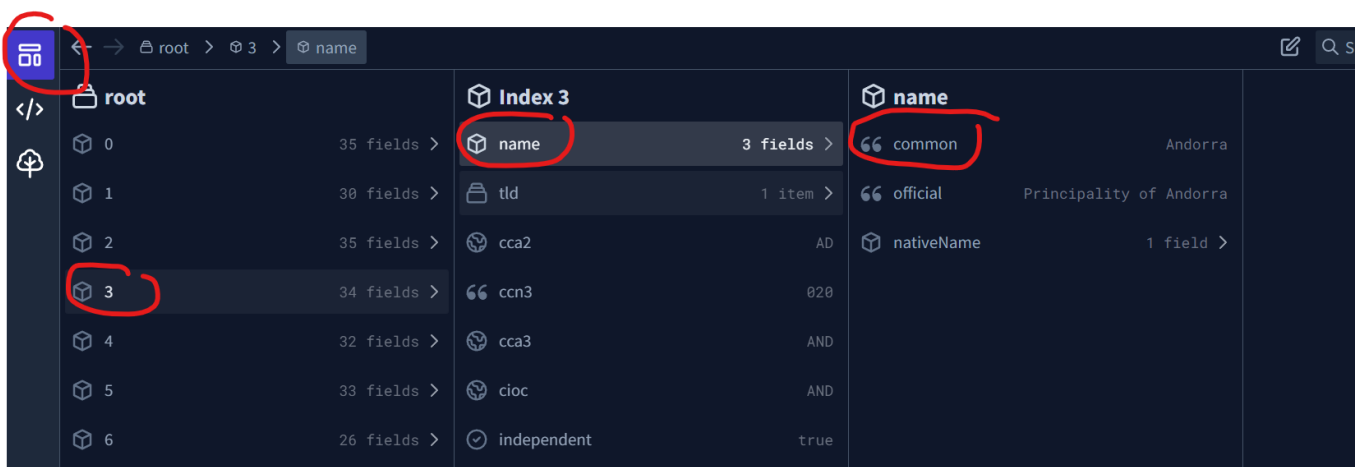 root > 3 > name
S
root
0 35 fields >
1 30 fields >
2 35 fields >
3 34 fields >
4 32 fields >
5 33 fields >
6 26 fields >
Index 3
name 3 fields >
tld 1 item >
cca2 AD
ccn3 020
cca3 AND
cioc AND
independent true
name
common Andorra
official Principality of Andorra
nativeName 1 field >